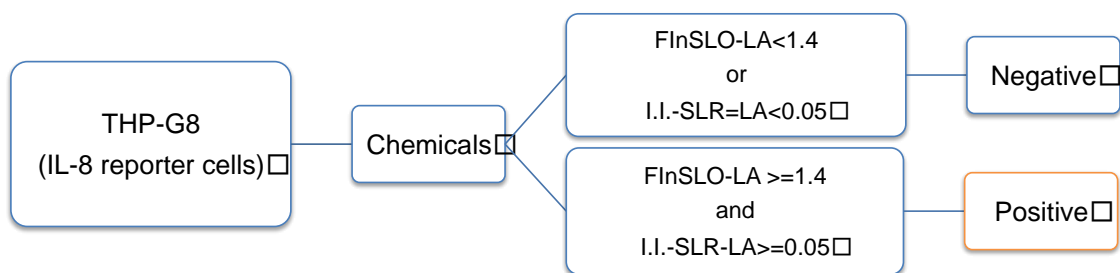 THP-G8
(IL-8 reporter cells)□
Chemicals□
FInSLO-LA<1.4
or
I.I.-SLR=LA<0.05□
Negative□
FInSLO-LA >=1.4
and
I.I.-SLR-LA>=0.05□
Positive□